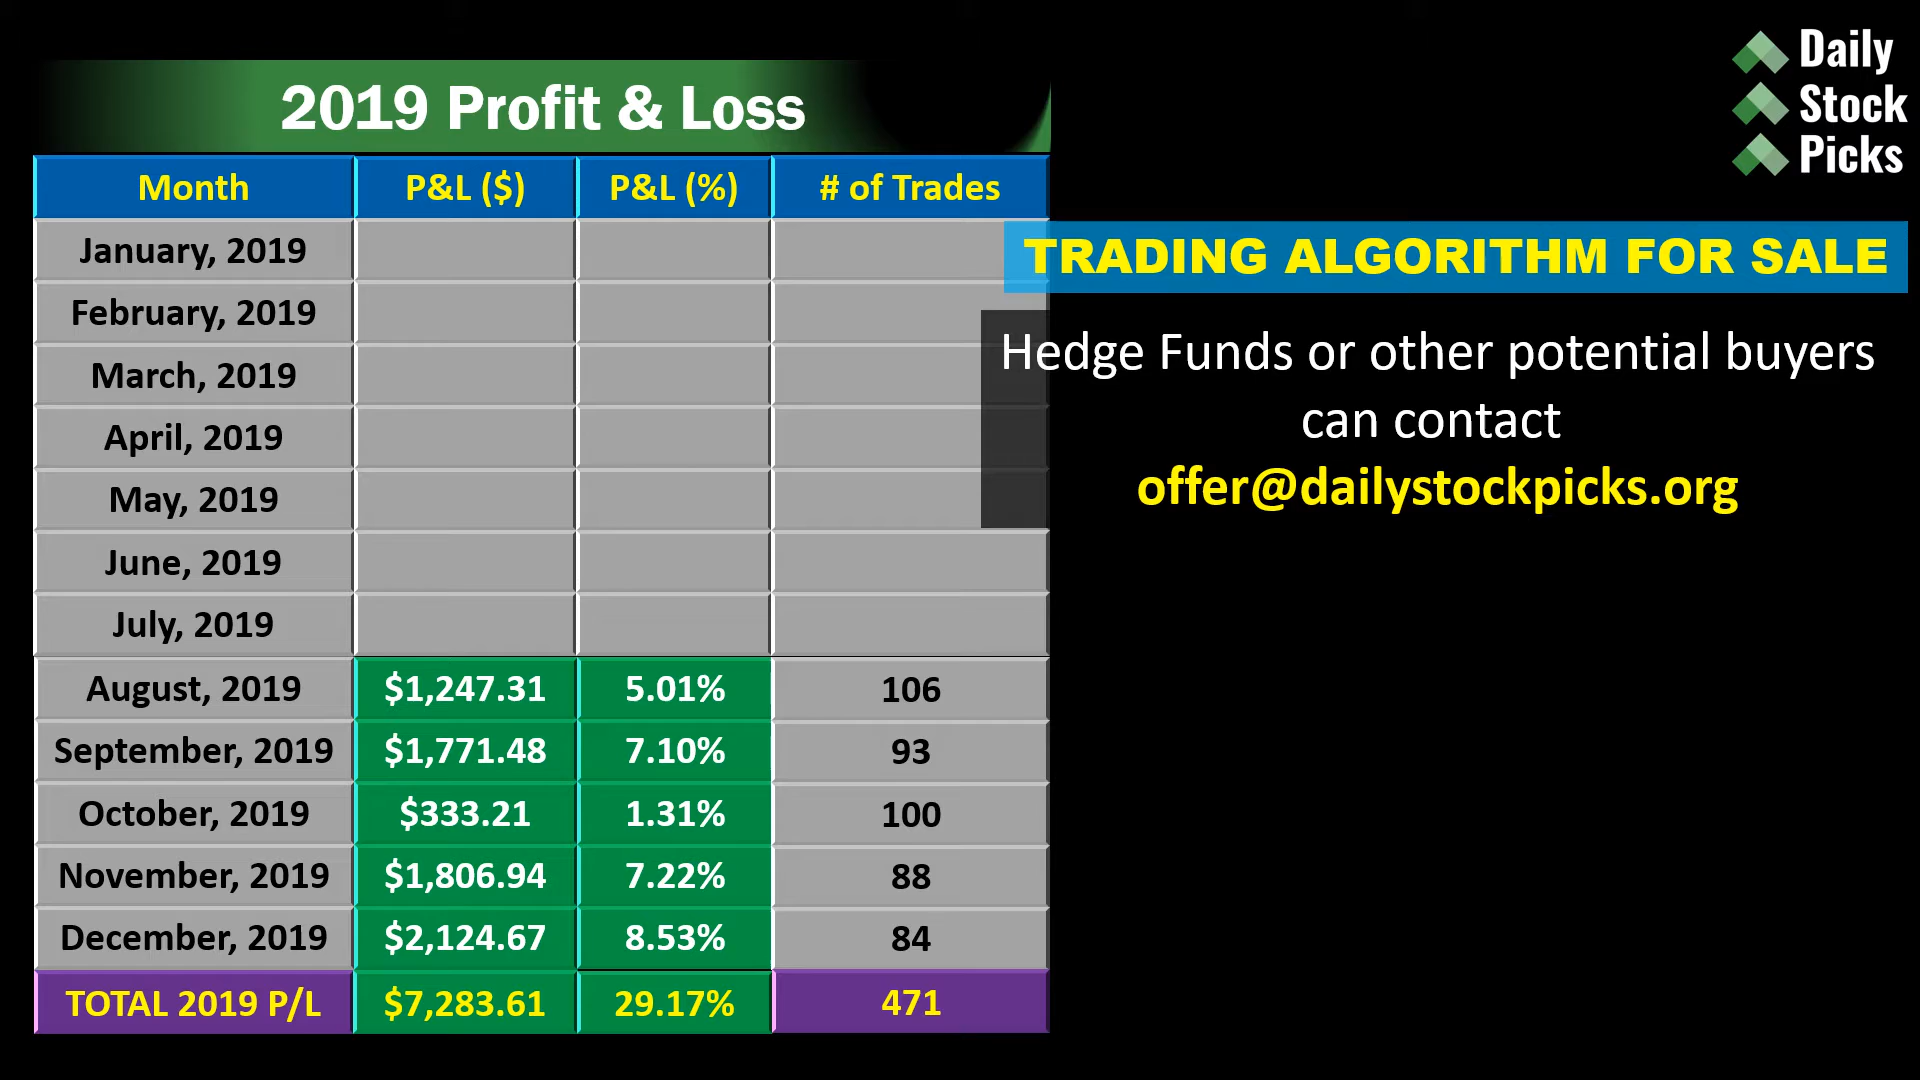 2019 Profit & Loss
Month P&L ($) P&L (%) # of Trades
January, 2019
February, 2019
March, 2019
April, 2019
May, 2019
June, 2019
July, 2019
August, 2019 $1,247.31 5.01% 106
September, 2019 $1,771.48 7.10% 93
October, 2019 $333.21 1.31% 100
November, 2019 $1,806.94 7.22% 88
December, 2019 $2,124.67 8.53% 84
TOTAL 2019 P/L $7,283.61 29.17% 471
Daily
Stock
Picks
TRADING ALGORITHM FOR SALE
Hedge Funds or other potential buyers
can contact
offer@dailystockpicks.org